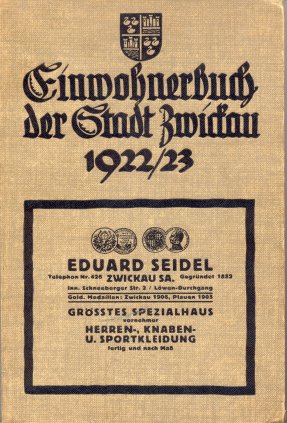 Einwohnerbuch
der Stadt Zwickau
1922/23
EDUARD SEIDEL
Telephon Nr. 426 ZWICKAU SA. Gegründet 1852
Inn. Schneeberger Str. 2 / Löwen-Durchgang
Gold. Medaillen: Zwickau 1906, Plauen 1903
GRÖSSTES SPEZIALHAUS
vornehmer
HERREN-, KNABEN-
U. SPORTKLEIDUNG
fertig und nach Maß